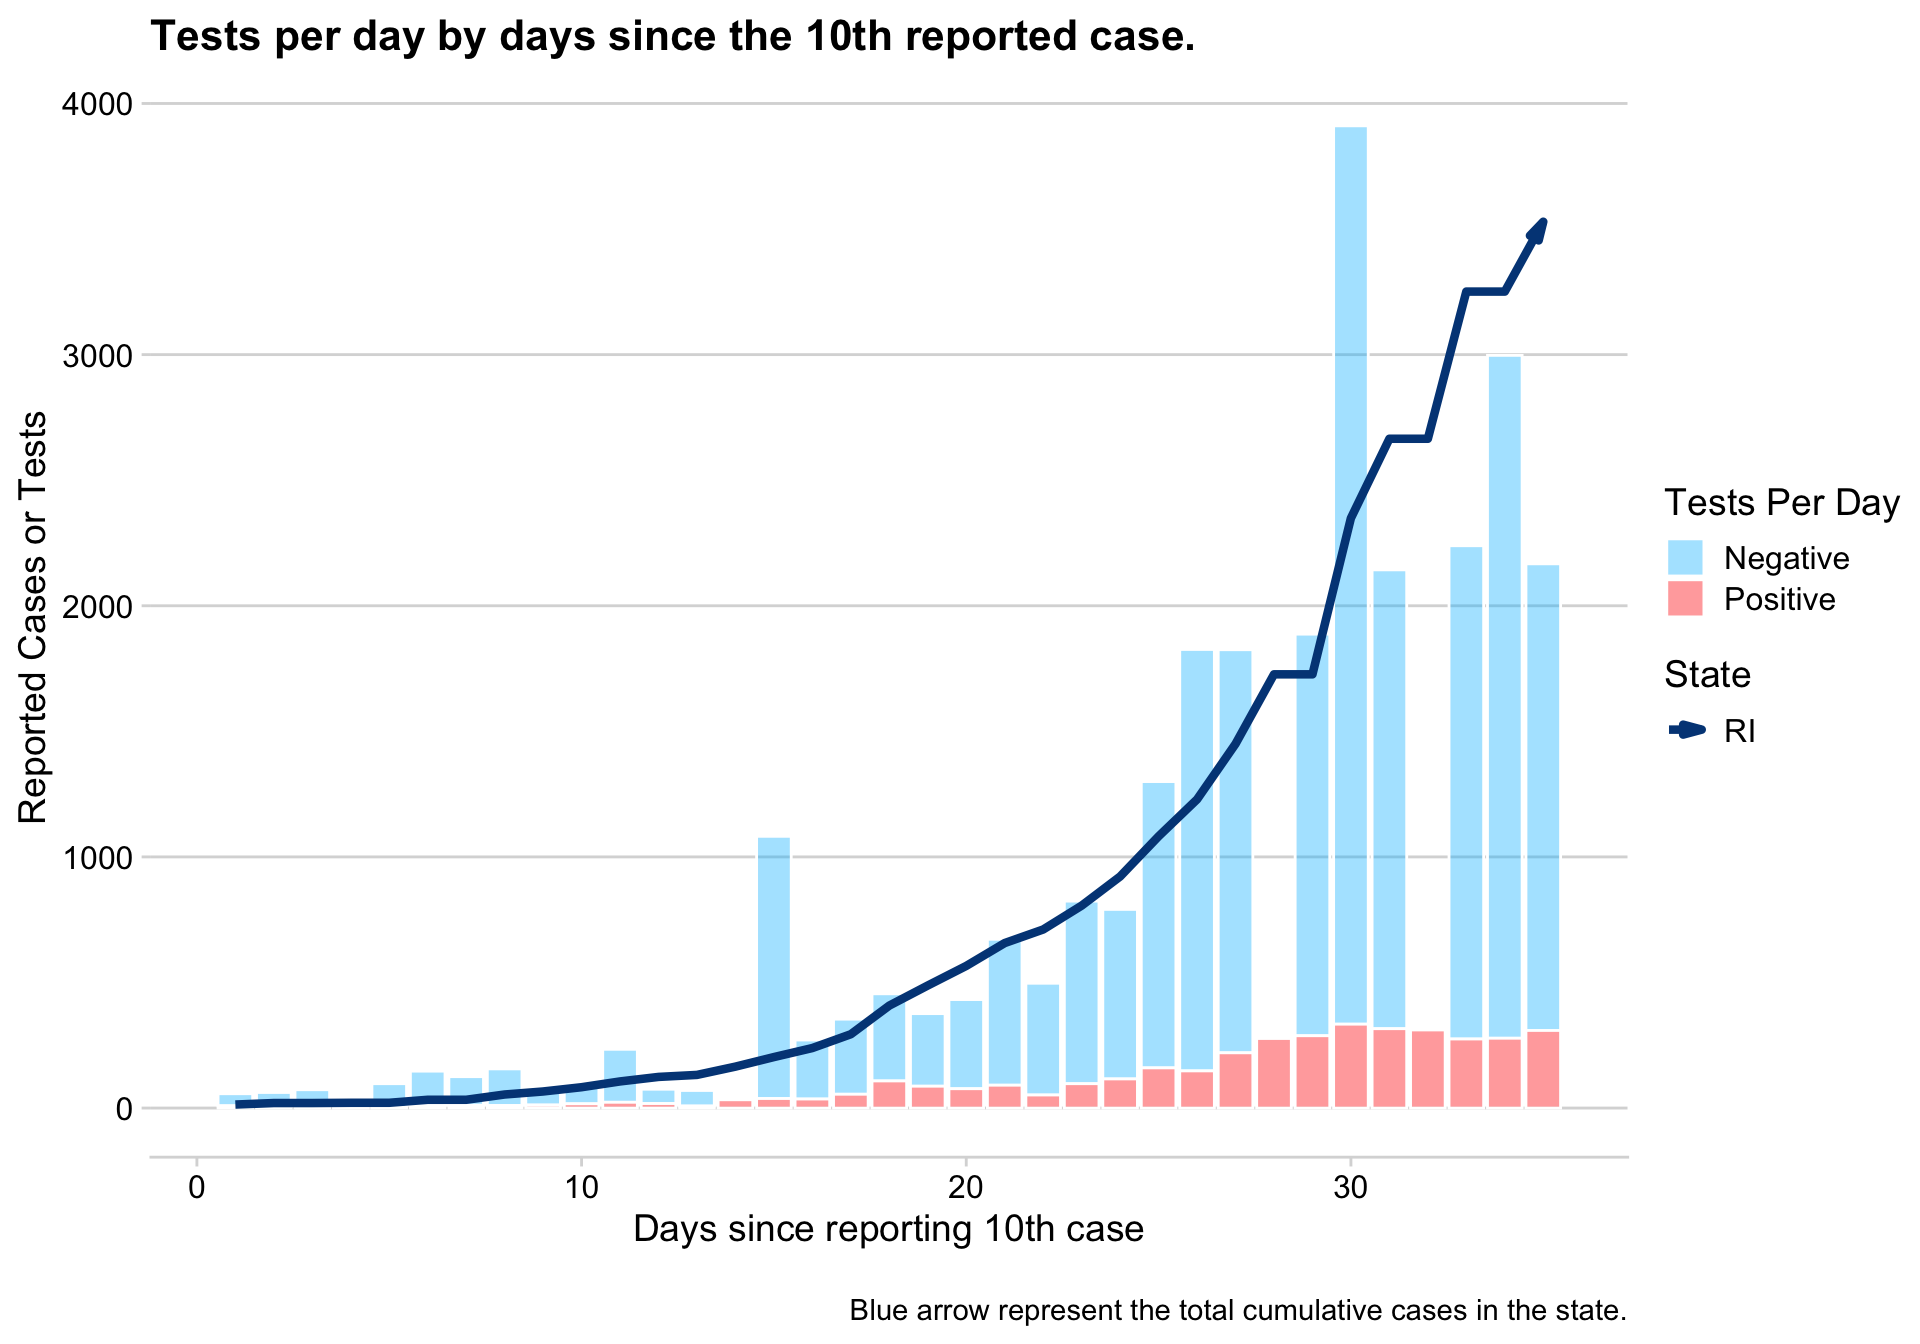 Tests per day by days since the 10th reported case.
4000
3000
2000
1000
0
Reported Cases or Tests
0 10 20 30
Days since reporting 10th case
Tests Per Day
Negative
Positive
State
RI
Blue arrow represent the total cumulative cases in the state.